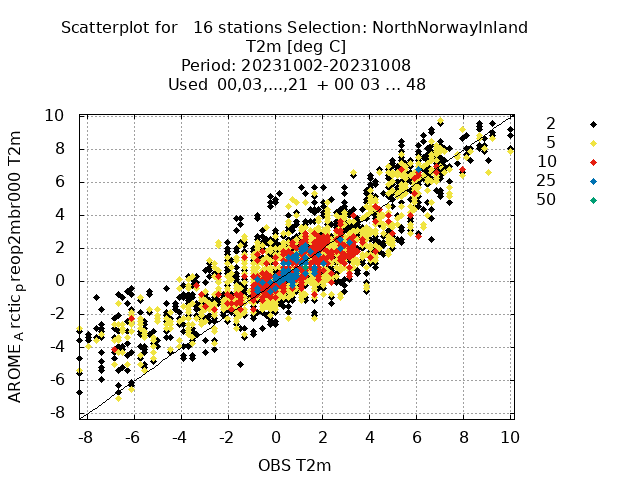 Scatterplot for 16 stations Selection: NorthNorwayInland
T2m [deg C]
Period: 20231002-20231008
Used 00,03,...,21 + 00 03 ... 48
10
8
6
4
2
0
-2
-4
-6
-8
AROME_Arctic_preop2mbr000 T2m
-8 -6 -4 -2 0 2 4 6 8 10
OBS T2m
2
5
10
25
50